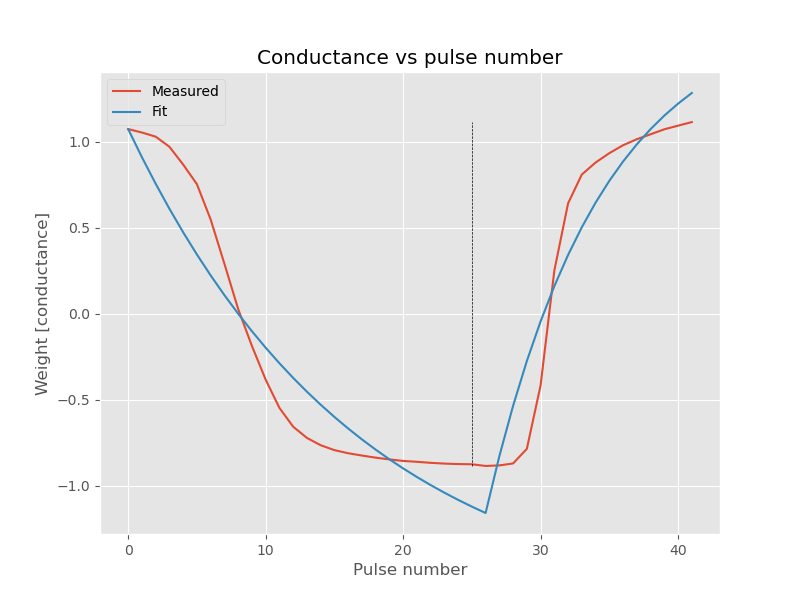 Conductance vs pulse number
Measured
Fit
1.0
0.5
0.0
−0.5
−1.0
Weight [conductance]
0 10 20 30 40
Pulse number